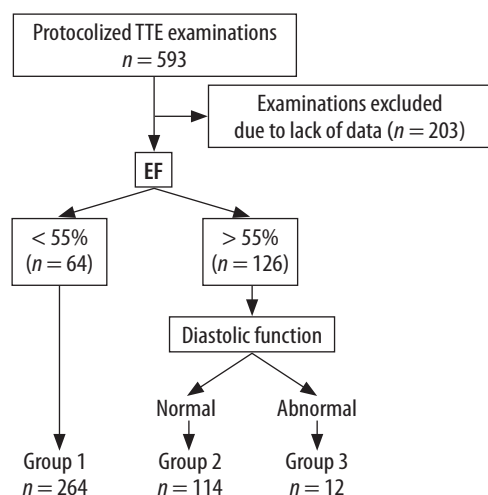 Protocolized TTE examinations
n = 593
Examinations excluded
due to lack of data (n = 203)
EF
< 55%
(n = 64)
> 55%
(n = 126)
Diastolic function
Normal
Abnormal
Group 1
n = 264
Group 2
n = 114
Group 3
n = 12